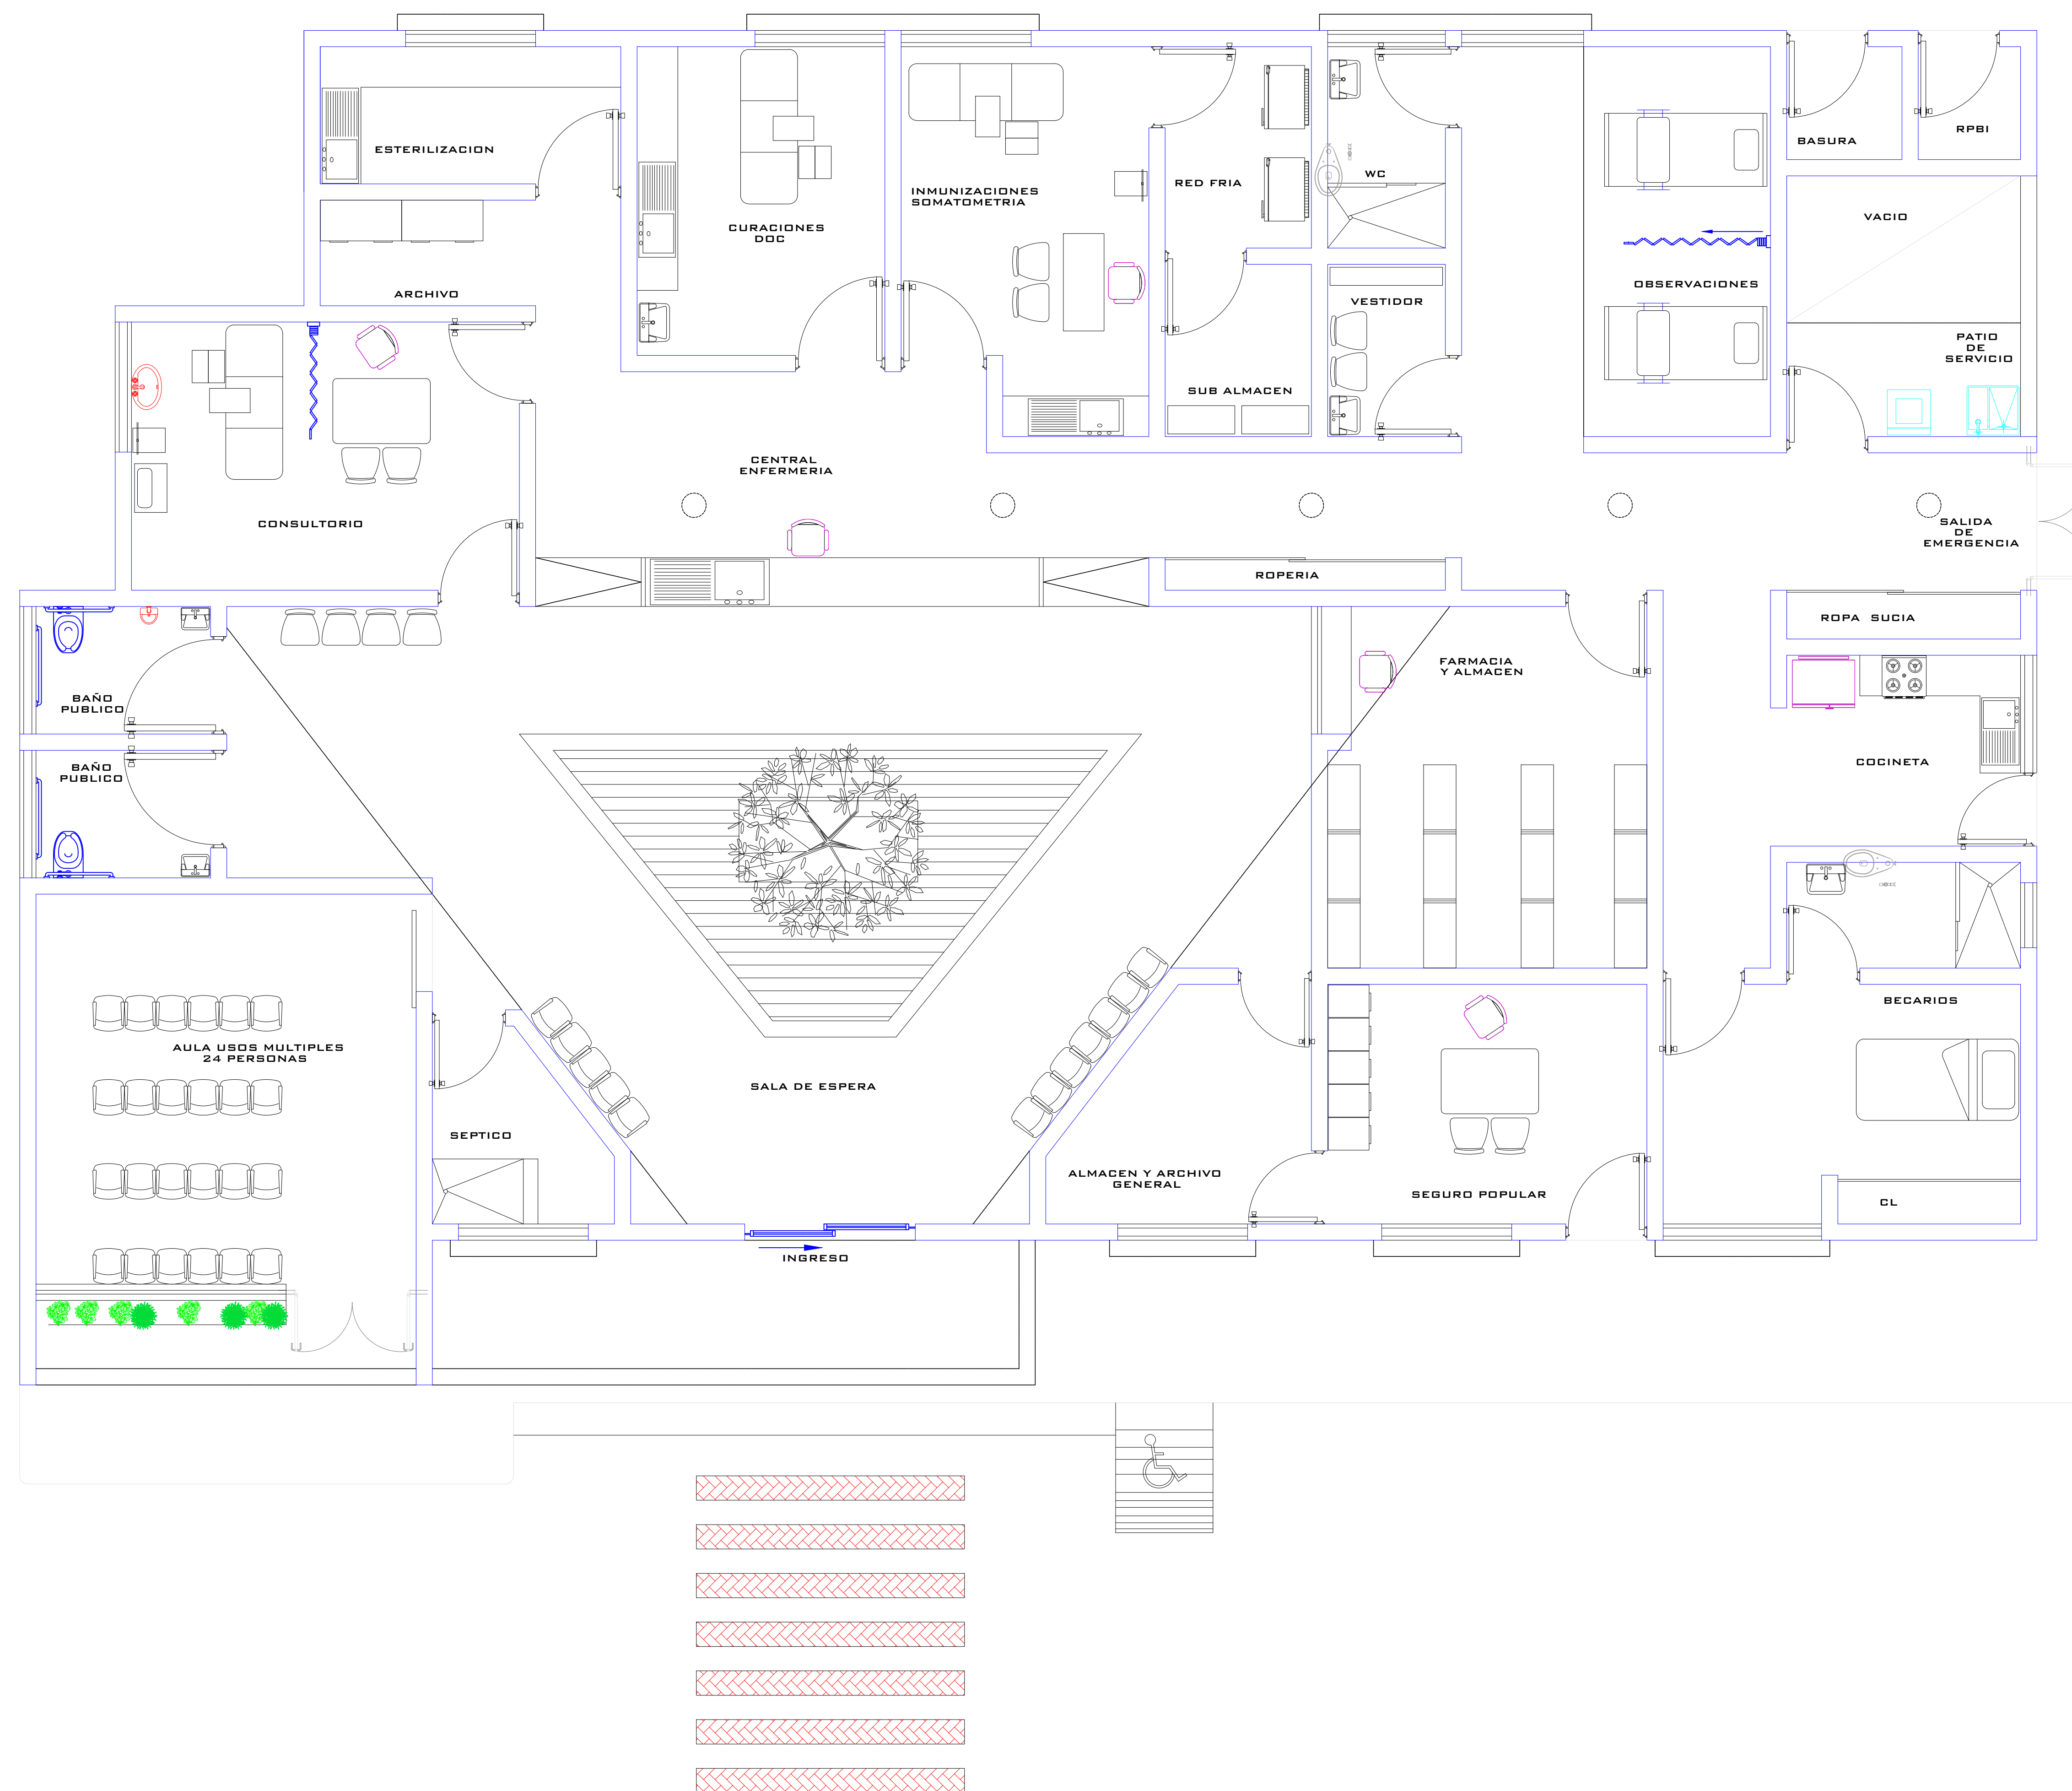 ESTERILIZACION
BASURA
RPBI
CURACIONES
DOC
INMUNIZACIONES
SOMATOMETRIA
RED FRIA
WC
VACIO
ARCHIVO
VESTIDOR
OBSERVACIONES
PATIO
DE
SERVICIO
SUB ALMACEN
CENTRAL
ENFERMERIA
CONSULTORIO
SALIDA
DE
EMERGENCIA
ROPERIA
ROPA SUCIA
BAÑO
PUBLICO
FARMACIA
Y ALMACEN
BAÑO
PUBLICO
COCINETA
AULA USOS MULTIPLES
24 PERSONAS
BECARIOS
SALA DE ESPERA
SEPTICO
ALMACEN Y ARCHIVO
GENERAL
SEGURO POPULAR
CL
INGRESO